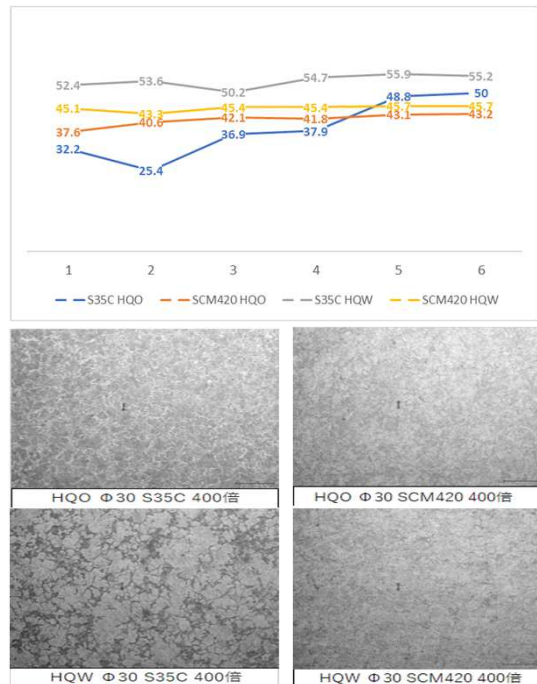 52.4 53.6 50.2 54.7 55.9 55.2
45.1 43.3 45.4 45.4 45.7 45.7
37.6 40.6 42.1 41.8 43.1 43.2
32.2 25.4 36.9 37.9 48.8 50
1 2 3 4 5 6
S35C HQO SCM420 HQO S35C HQW SCM420 HQW
HQO Φ30 S35C 400倍
HQO Φ30 SCM420 400倍
HQW Φ30 S35C 400倍
HQW Φ30 SCM420 400倍